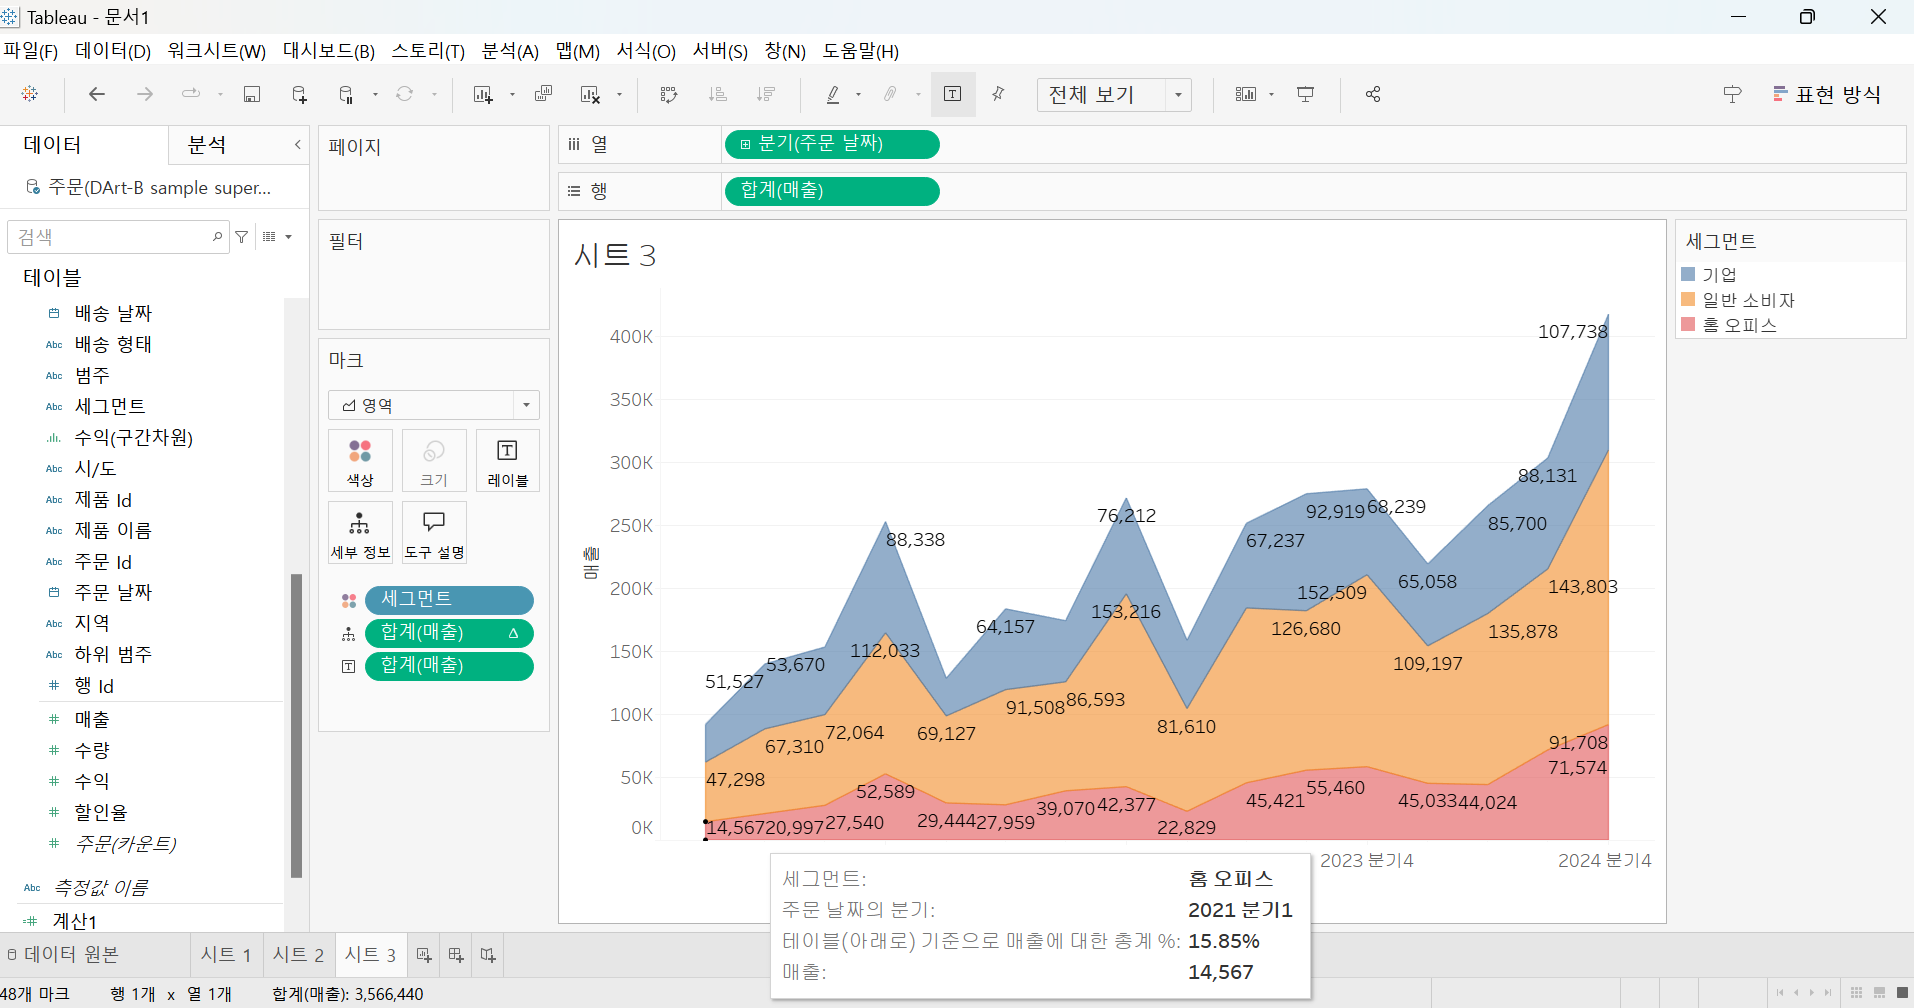 Tableau - 문서1
파일(F) 데이터(D) 워크시트(W) 대시보드(B) 스토리(T) 분석(A) 맵(M) 서식(O) 서버(S) 창(N) 도움말(H)
전체 보기
표현 방식
데이터
분석
주문(DArt-B sample super...
검색
테이블
배송 날짜
Abc 배송 형태
Abc 범주
Abc 세그먼트
수익(구간차원)
Abc 시/도
Abc 제품 Id
Abc 제품 이름
Abc 주문 Id
주문 날짜
Abc 지역
Abc 하위 범주
# 행 Id
# 매출
# 수량
# 수익
# 할인율
# 주문(카운트)
Abc 측정값 이름
=# 계산1
페이지
필터
마크
영역
색상
크기
레이블
세부 정보
도구 설명
세그먼트
합계(매출) Δ
합계(매출)
열
분기(주문 날짜)
행
합계(매출)
시트 3
매출
400K
350K
300K
250K
200K
150K
100K
50K
0K
107,738
88,131
85,700
65,058
68,239
92,919
67,237
76,212
64,157
88,338
53,670
51,527
143,803
135,878
109,197
152,509
126,680
81,610
153,216
86,593
91,508
69,127
112,033
72,064
67,310
47,298
91,708
71,574
44,024
45,033
55,460
45,421
22,829
42,377
39,070
27,959
29,444
52,589
27,540
20,997
14,567
2023 분기4
2024 분기4
세그먼트: 홈 오피스
주문 날짜의 분기: 2021 분기1
테이블(아래로) 기준으로 매출에 대한 총계 %: 15.85%
매출: 14,567
세그먼트
기업
일반 소비자
홈 오피스
데이터 원본
시트 1
시트 2
시트 3
48개 마크 행 1개 x 열 1개 합계(매출): 3,566,440